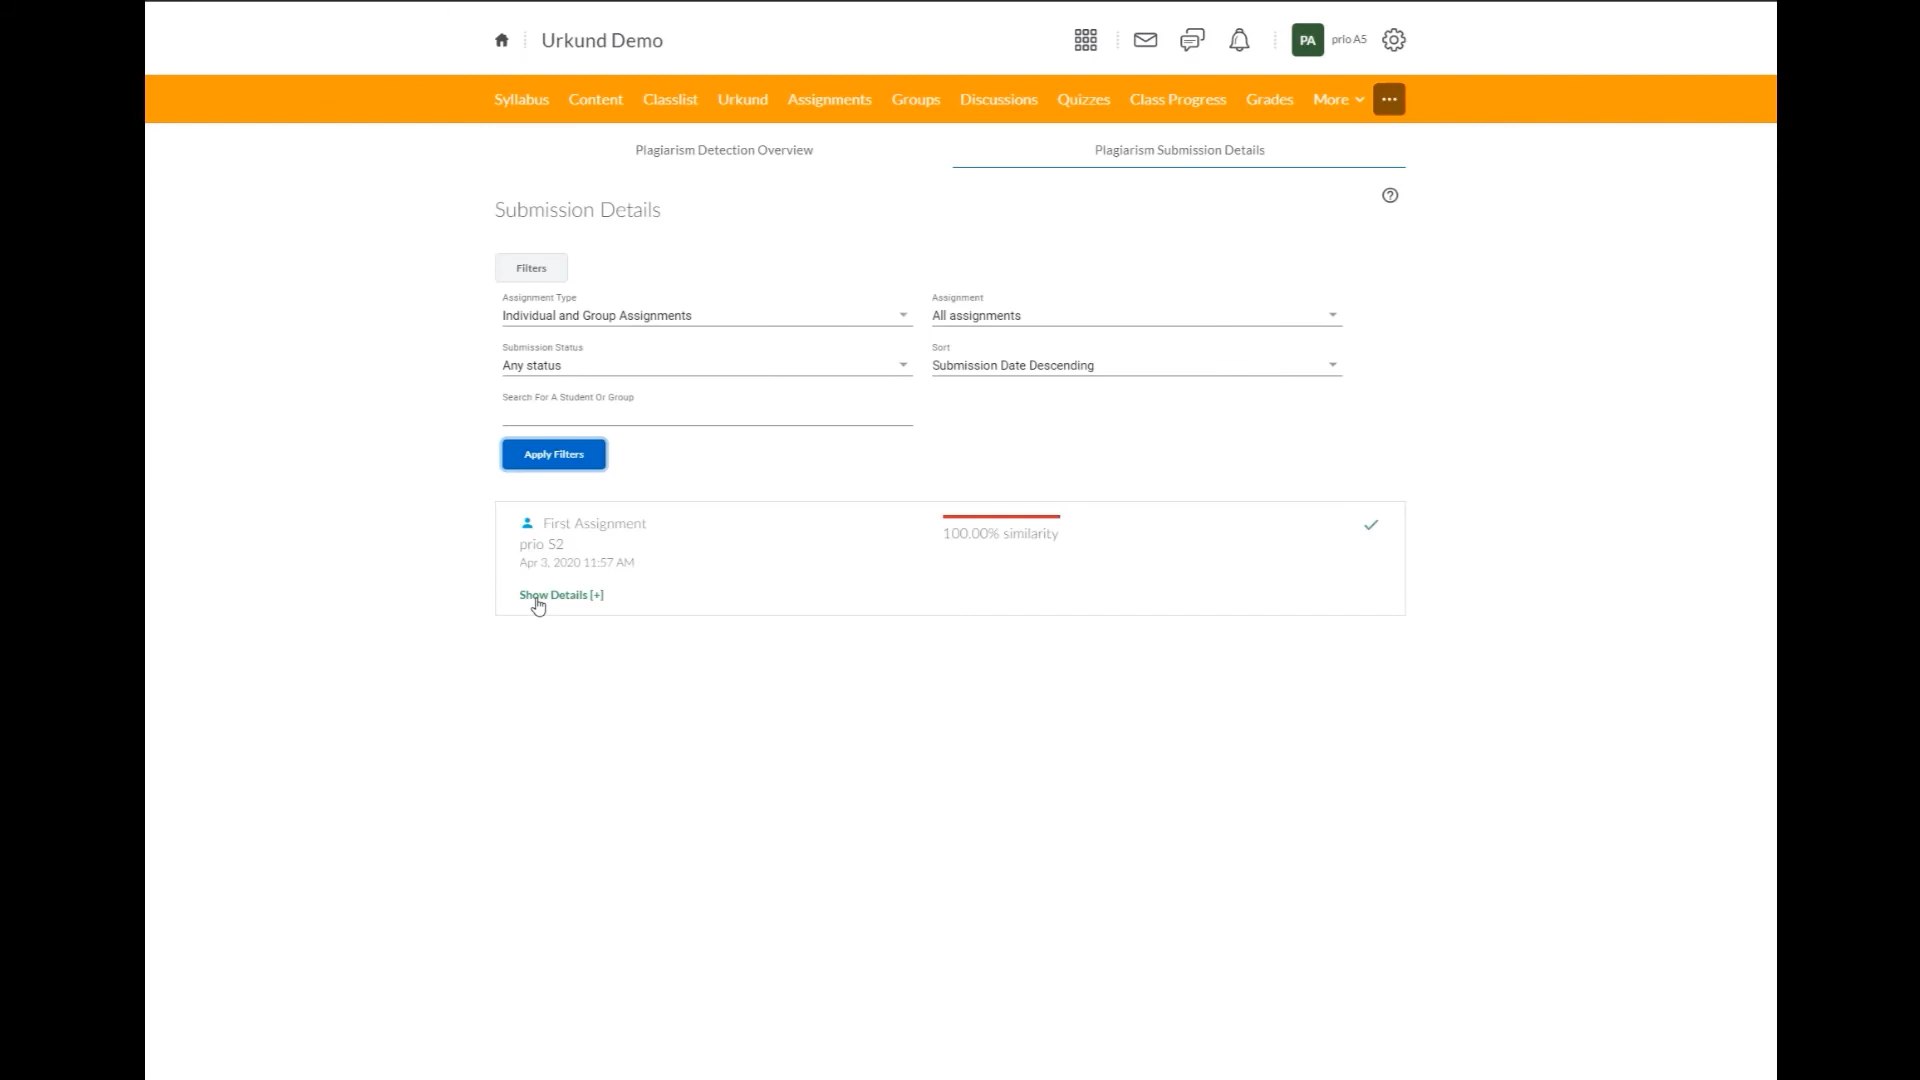 Urkund Demo
PA prio A5
Syllabus Content Classlist Urkund Assignments Groups Discussions Quizzes Class Progress Grades More
Plagiarism Detection Overview Plagiarism Submission Details
Submission Details
Filters
Assignment Type Assignment
Individual and Group Assignments All assignments
Submission Status Sort
Any status Submission Date Descending
Search For A Student Or Group
Apply Filters
First Assignment 100.00% similarity
prio S2
Apr 3, 2020 11:57 AM
Show Details [+]